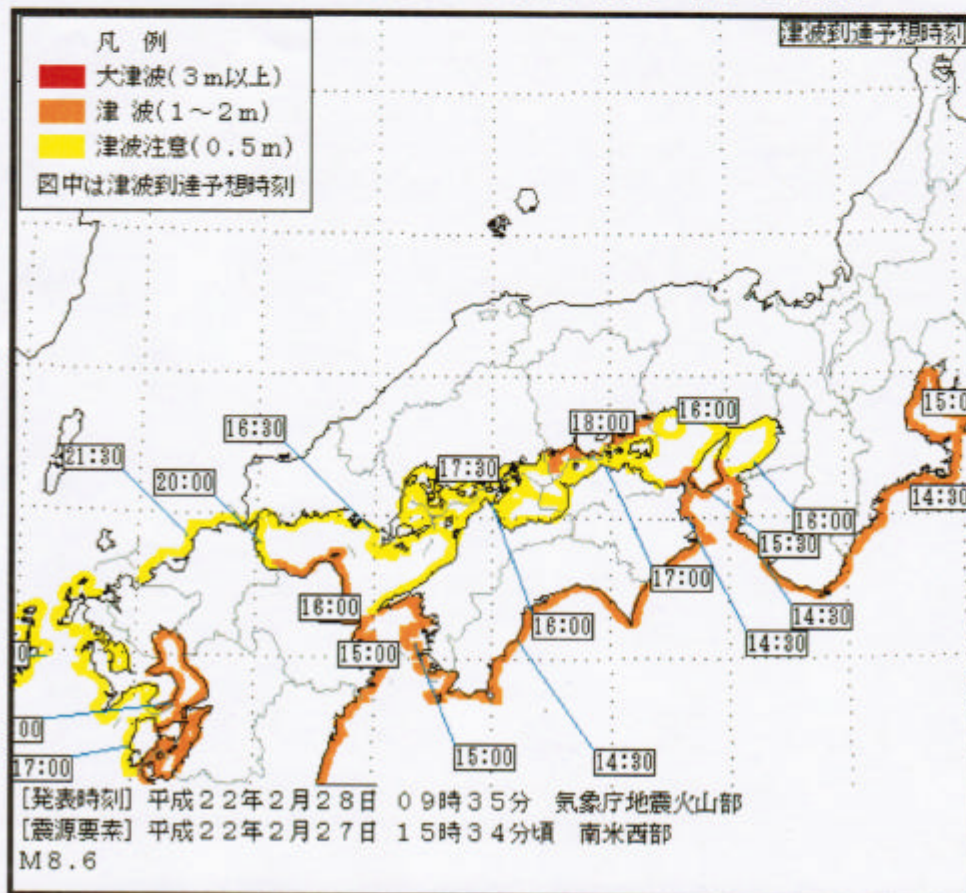 津波到達予想時刻
凡 例
大津波(3m以上)
津 波(1～2m)
津波注意(0.5m)
図中は津波到達予想時刻
15:0
16:00
18:00
16:30
21:30
17:30
20:00
14:30
16:00
15:30
17:00
16:00
14:30
16:00
15:00
14:30
0
:00
17:00
15:00
14:30
[発表時刻] 平成22年2月28日 09時35分 気象庁地震火山部
[震源要素] 平成22年2月27日 15時34分頃 南米西部
M8.6